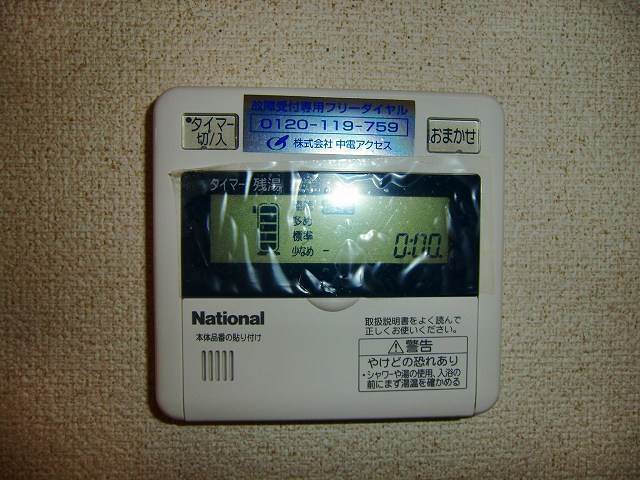 故障受付専用フリーダイヤル
0120-119-759
株式会社 中電アクセス
タイマー
切/入
おまかせ
タイマー 残湯
多め
標準
少なめ
0:00
National
本体品番の貼り付け
取扱説明書をよく読んで
正しくお使いください。
警告
やけどの恐れあり
・シャワーや湯の使用、入浴の
前にまず湯温を確かめる